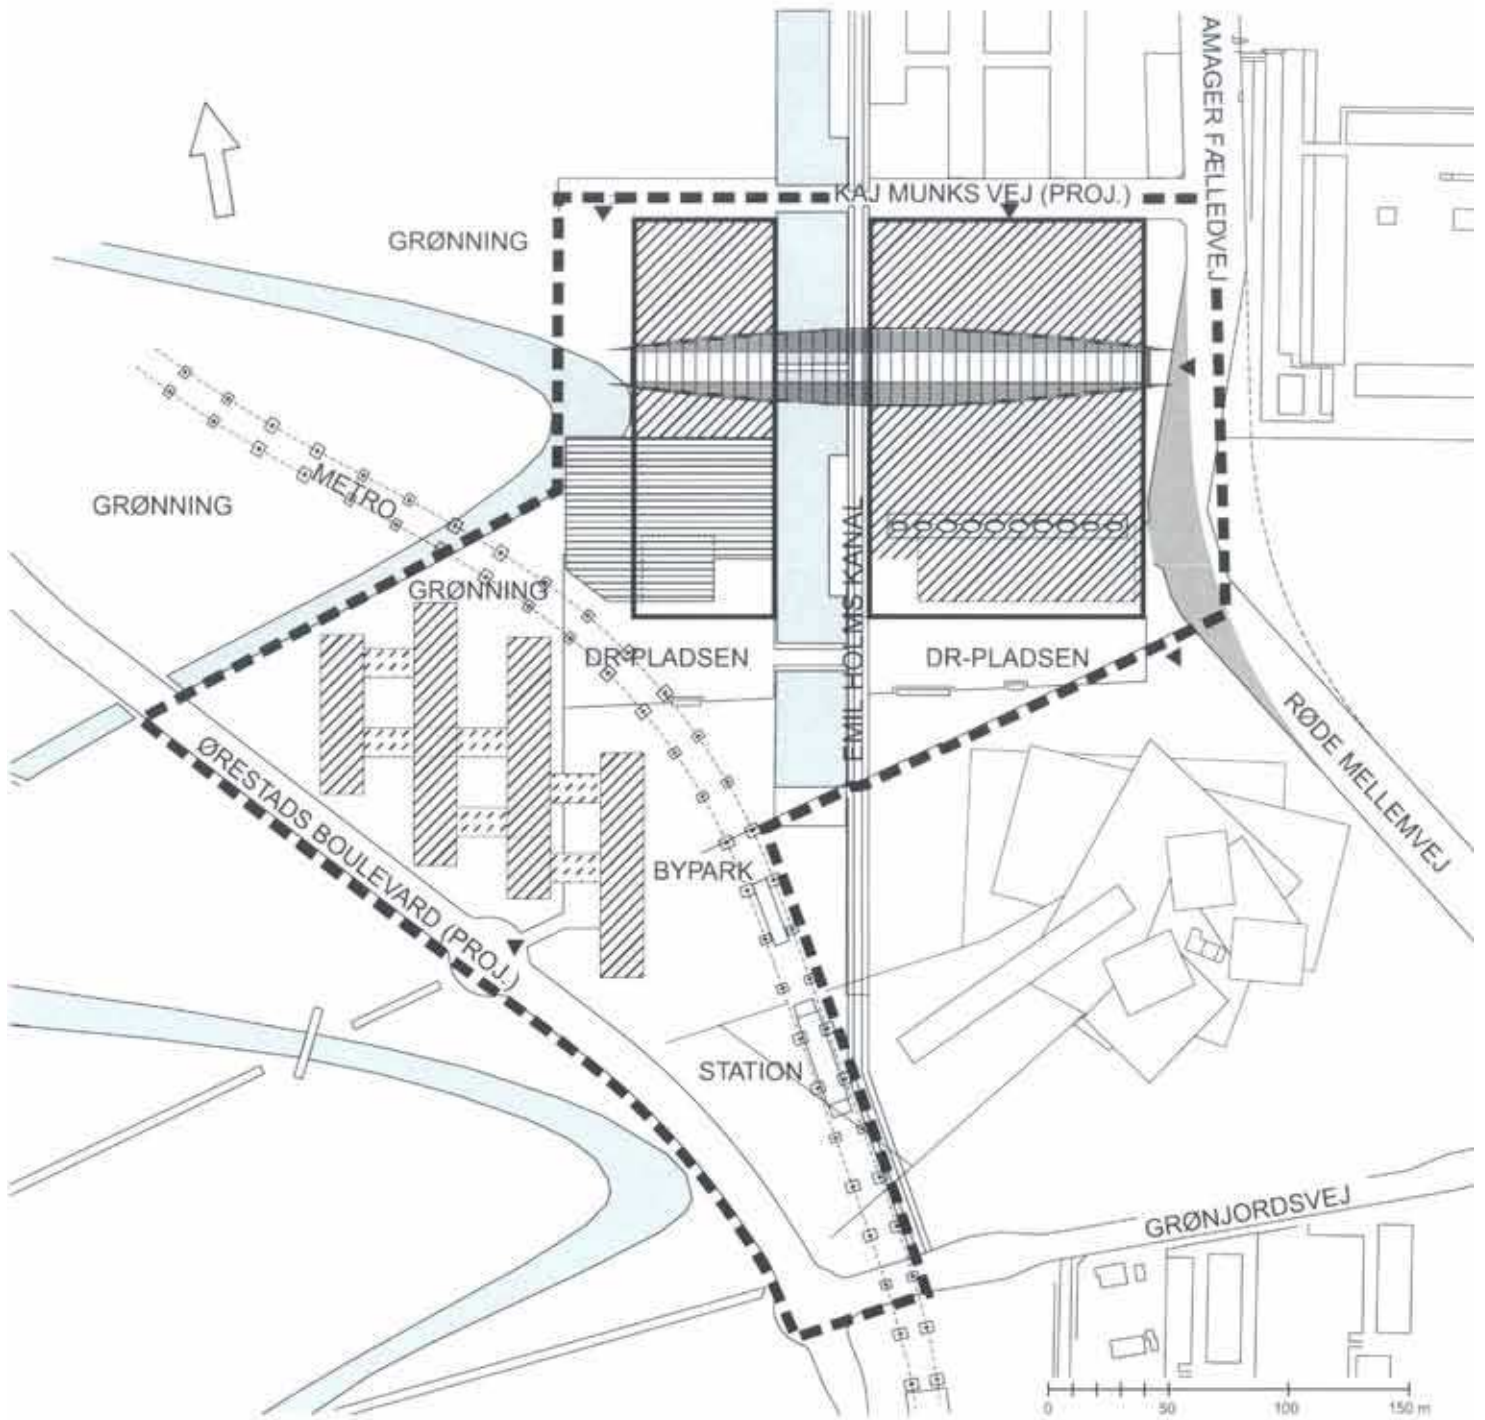 AMAGER FÆLLEDVEJ
KAJ MUNKS VEJ (PROJ.)
GRØNNING
METRO
GRØNNING
GRØNNING
EMIL HOLMS KANAL
DR-PLADSEN
DR-PLADSEN
RØDE MELLEMVEJ
ØRESTADS BOULEVARD (PROJ.)
BYPARK
STATION
GRØNJORDSVEJ
0 50 100 150 m